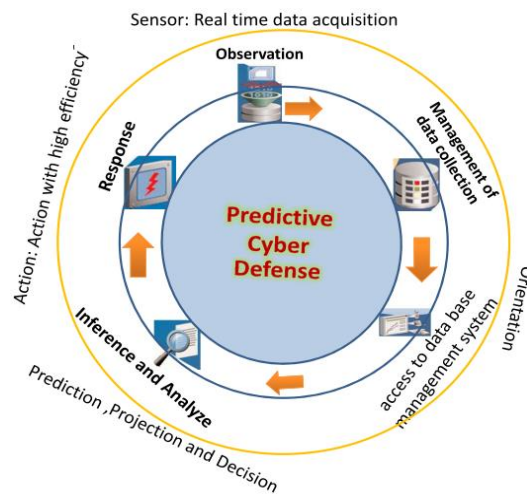 Sensor: Real time data acquisition
Observation
Management of
data collection
Orientation
access to data base
management system
Prediction ,Projection and Decision
Inference and Analyze
Action: Action with high efficiency
Response
Predictive
Cyber
Defense